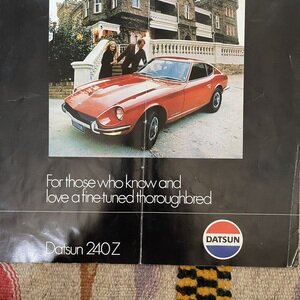 For those who know and
love a fine-tuned thoroughbred
Datsun 240Z
DATSUN